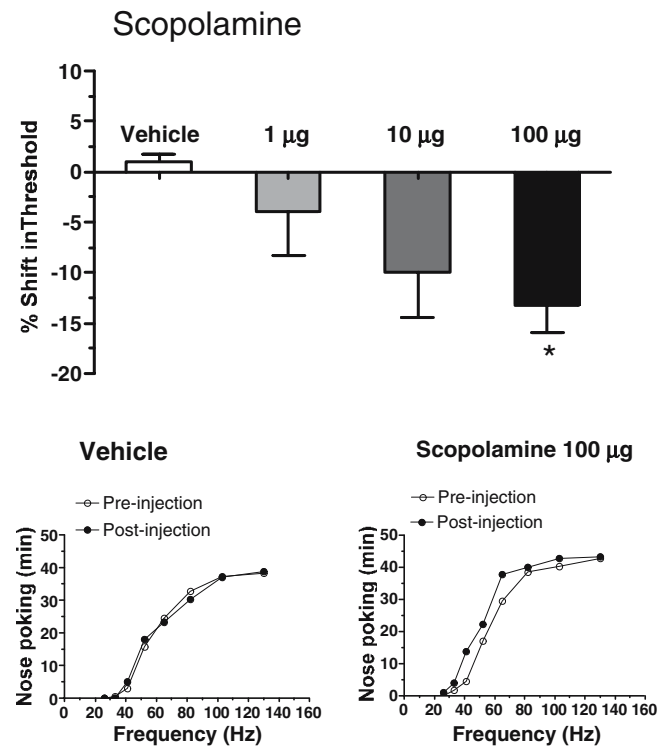 Scopolamine
10
5
0
-5
-10
-15
-20
% Shift inThreshold
Vehicle
1 μg
10 μg
100 μg
*
Vehicle
Pre-injection
Post-injection
50
40
30
20
10
0
Nose poking (min)
0 20 40 60 80 100 120 140 160
Frequency (Hz)
Scopolamine 100 μg
Pre-injection
Post-injection
50
40
30
20
10
0
Nose poking (min)
0 20 40 60 80 100 120 140 160
Frequency (Hz)